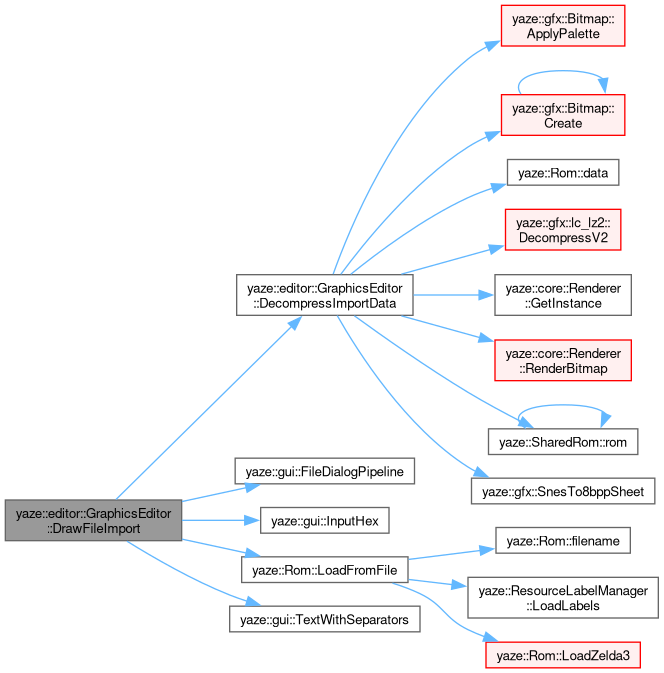 yaze::gfx::Bitmap::
ApplyPalette
yaze::gfx::Bitmap::
Create
yaze::Rom::data
yaze::gfx::lc_lz2::
DecompressV2
yaze::editor::GraphicsEditor
::DecompressImportData
yaze::core::Renderer
::GetInstance
yaze::core::Renderer
::RenderBitmap
yaze::SharedRom::rom
yaze::gfx::SnesTo8bppSheet
yaze::gui::FileDialogPipeline
yaze::editor::GraphicsEditor
::DrawFileImport
yaze::gui::InputHex
yaze::Rom::LoadFromFile
yaze::gui::TextWithSeparators
yaze::Rom::filename
yaze::ResourceLabelManager
::LoadLabels
yaze::Rom::LoadZelda3